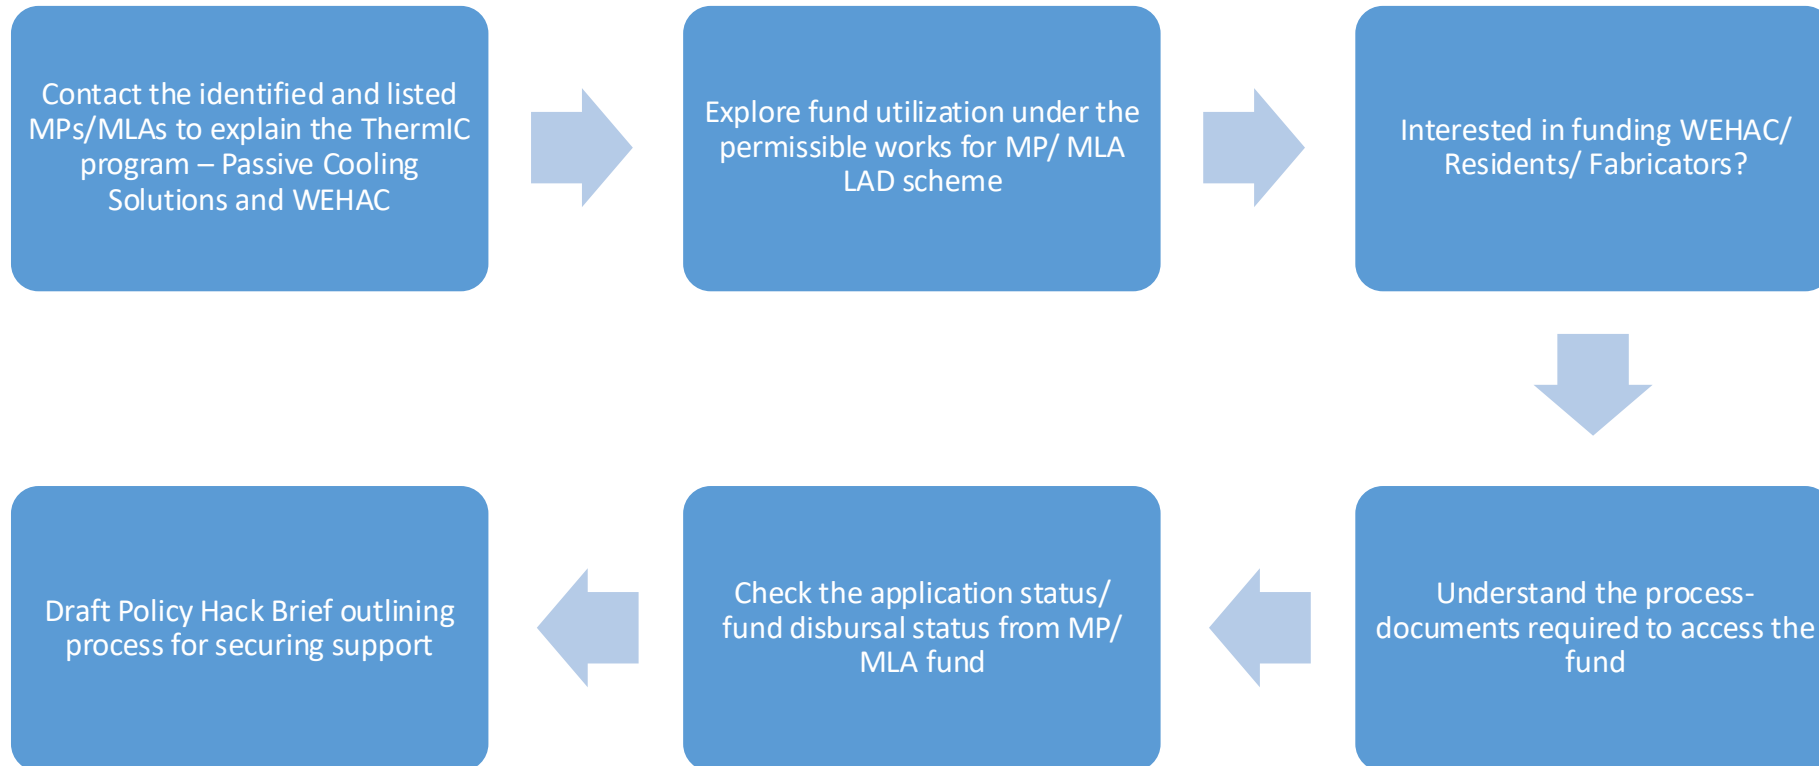 Contact the identified and listed
MPs/MLAs to explain the ThermIC
program – Passive Cooling
Solutions and WEHAC
Explore fund utilization under the
permissible works for MP/ MLA
LAD scheme
Interested in funding WEHAC/
Residents/ Fabricators?
Understand the process-
documents required to access the
fund
Check the application status/
fund disbursal status from MP/
MLA fund
Draft Policy Hack Brief outlining
process for securing support